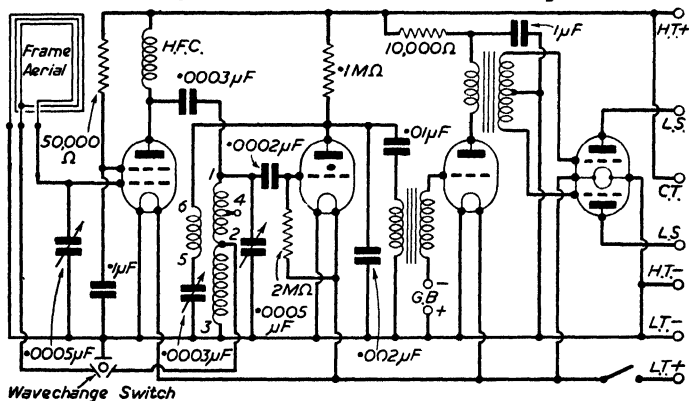 Frame
Aerial
H.F.C.
.0003µF
50,000
Ω
.1MΩ
10,000Ω
1µF
H.T.+
L.S.
C.T.
L.S.
H.T.-
L.T.-
L.T.+
.0002µF
.01µF
1
4
2
6
5
3
2MΩ
.1µF
.0005µF
.0003µF
.0005
µF
.002µF
G.B
-
+
Wavechange Switch